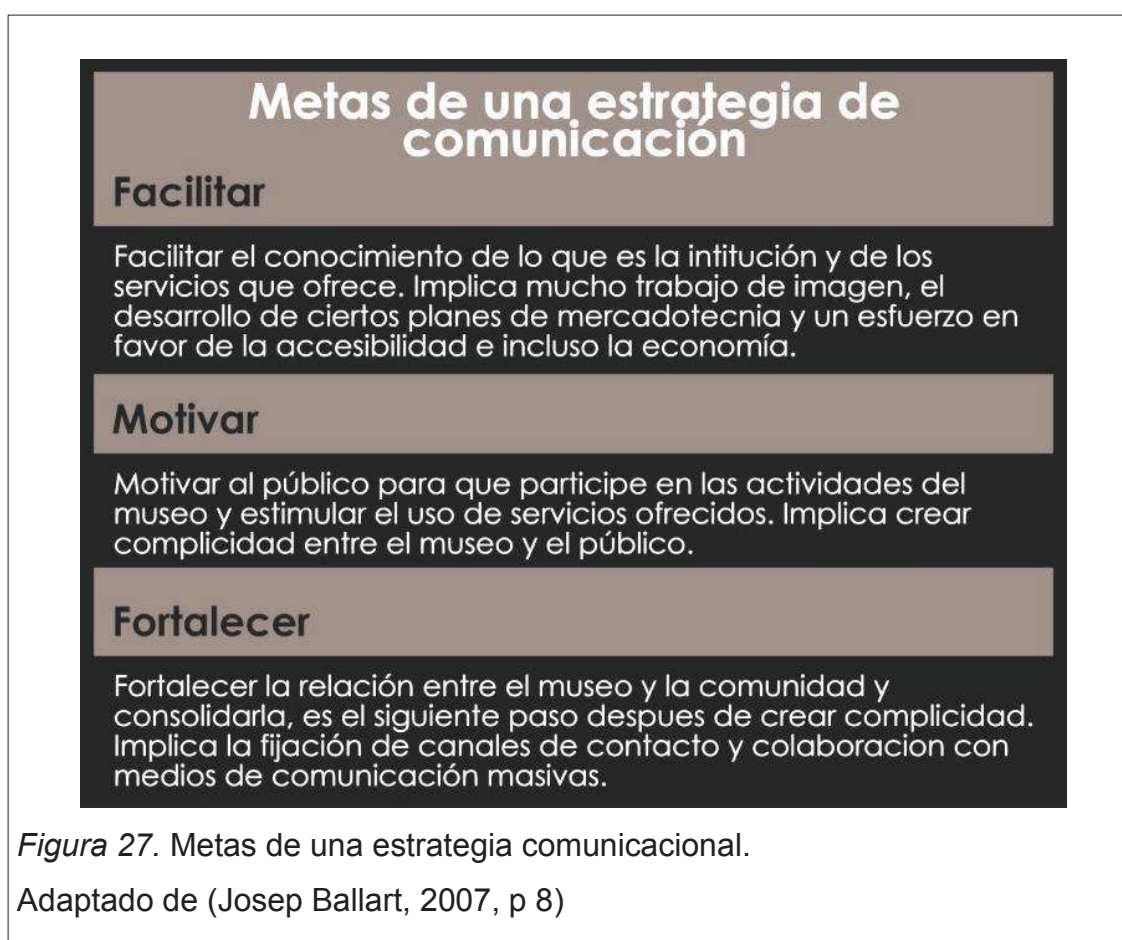 Metas de una estrategia de
comunicación
Facilitar
Facilitar el conocimiento de lo que es la intitución y de los
servicios que ofrece. Implica mucho trabajo de imagen, el
desarrollo de ciertos planes de mercadotecnia y un esfuerzo en
favor de la accesibilidad e incluso la economía.
Motivar
Motivar al público para que participe en las actividades del
museo y estimular el uso de servicios ofrecidos. Implica crear
complicidad entre el museo y el público.
Fortalecer
Fortalecer la relación entre el museo y la comunidad y
consolidarla, es el siguiente paso despues de crear complicidad.
Implica la fijación de canales de contacto y colaboracion con
medios de comunicación masivas.
Figura 27. Metas de una estrategia comunicacional.
Adaptado de (Josep Ballart, 2007, p 8)